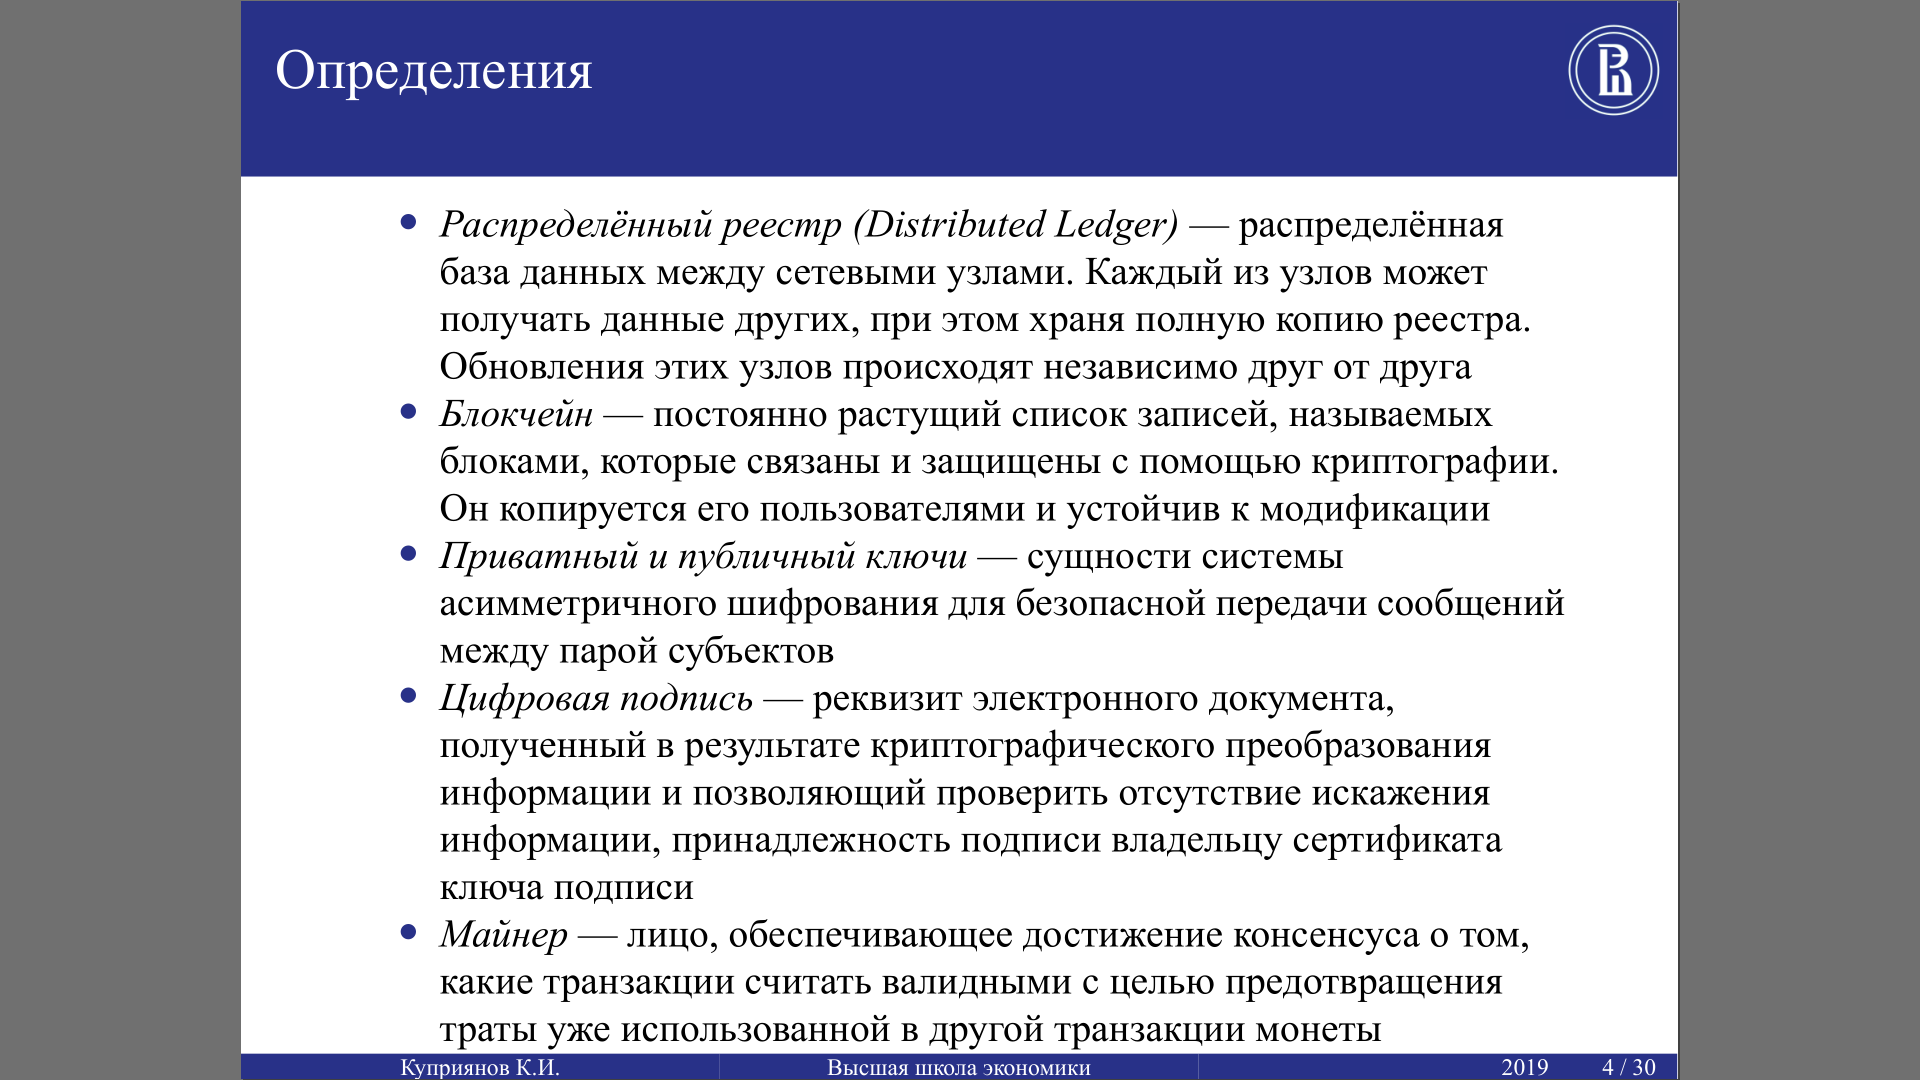 Определения
• Распределённый реестр (Distributed Ledger) — распределённая
база данных между сетевыми узлами. Каждый из узлов может
получать данные других, при этом храня полную копию реестра.
Обновления этих узлов происходят независимо друг от друга
• Блокчейн — постоянно растущий список записей, называемых
блоками, которые связаны и защищены с помощью криптографии.
Он копируется его пользователями и устойчив к модификации
• Приватный и публичный ключи — сущности системы
асимметричного шифрования для безопасной передачи сообщений
между парой субъектов
• Цифровая подпись — реквизит электронного документа,
полученный в результате криптографического преобразования
информации и позволяющий проверить отсутствие искажения
информации, принадлежность подписи владельцу сертификата
ключа подписи
• Майнер — лицо, обеспечивающее достижение консенсуса о том,
какие транзакции считать валидными с целью предотвращения
траты уже использованной в другой транзакции монеты
Куприянов К.И. Высшая школа экономики 2019 4 / 30